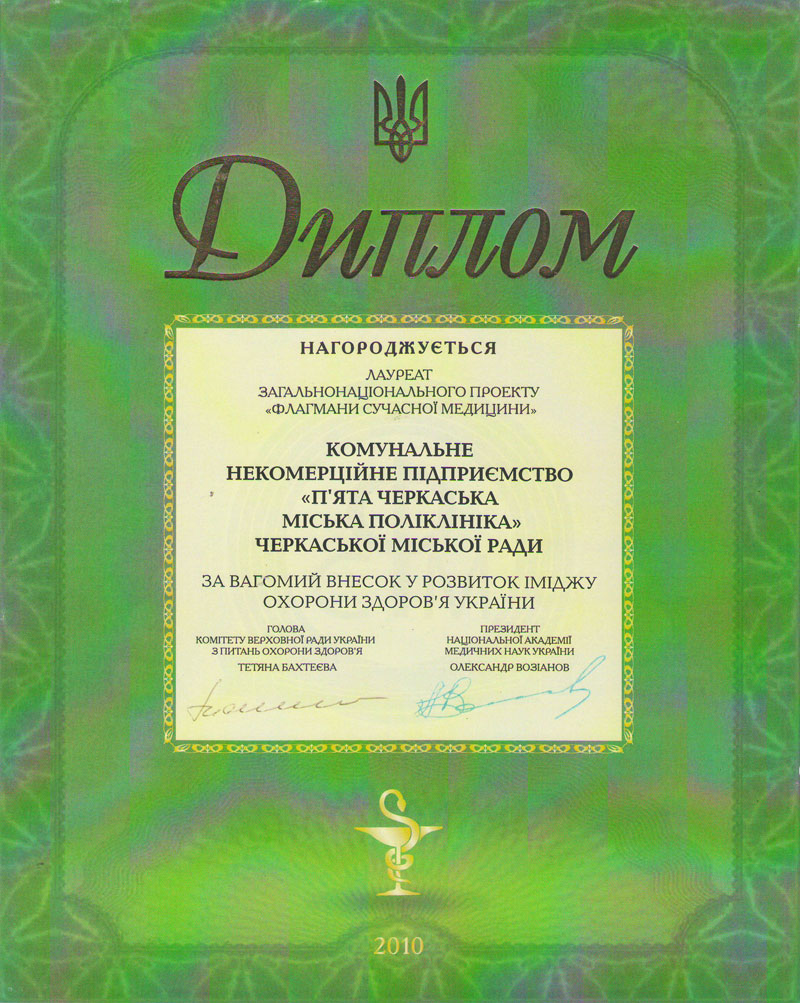 Диплом
НАГОРОДЖУЄТЬСЯ
ЛАУРЕАТ
ЗАГАЛЬНОНАЦІОНАЛЬНОГО ПРОЕКТУ
«ФЛАГМАНИ СУЧАСНОЇ МЕДИЦИНИ»
КОМУНАЛЬНЕ
НЕКОМЕРЦІЙНЕ ПІДПРИЄМСТВО
«П'ЯТА ЧЕРКАСЬКА
МІСЬКА ПОЛІКЛІНІКА»
ЧЕРКАСЬКОЇ МІСЬКОЇ РАДИ
ЗА ВАГОМИЙ ВНЕСОК У РОЗВИТОК ІМІДЖУ
ОХОРОНИ ЗДОРОВ'Я УКРАЇНИ
ГОЛОВА
КОМІТЕТУ ВЕРХОВНОЇ РАДИ УКРАЇНИ
З ПИТАНЬ ОХОРОНИ ЗДОРОВ'Я
ТЕТЯНА БАХТЕЄВА
ПРЕЗИДЕНТ
НАЦІОНАЛЬНОЇ АКАДЕМІЇ
МЕДИЧНИХ НАУК УКРАЇНИ
ОЛЕКСАНДР ВОЗІАНОВ
2010